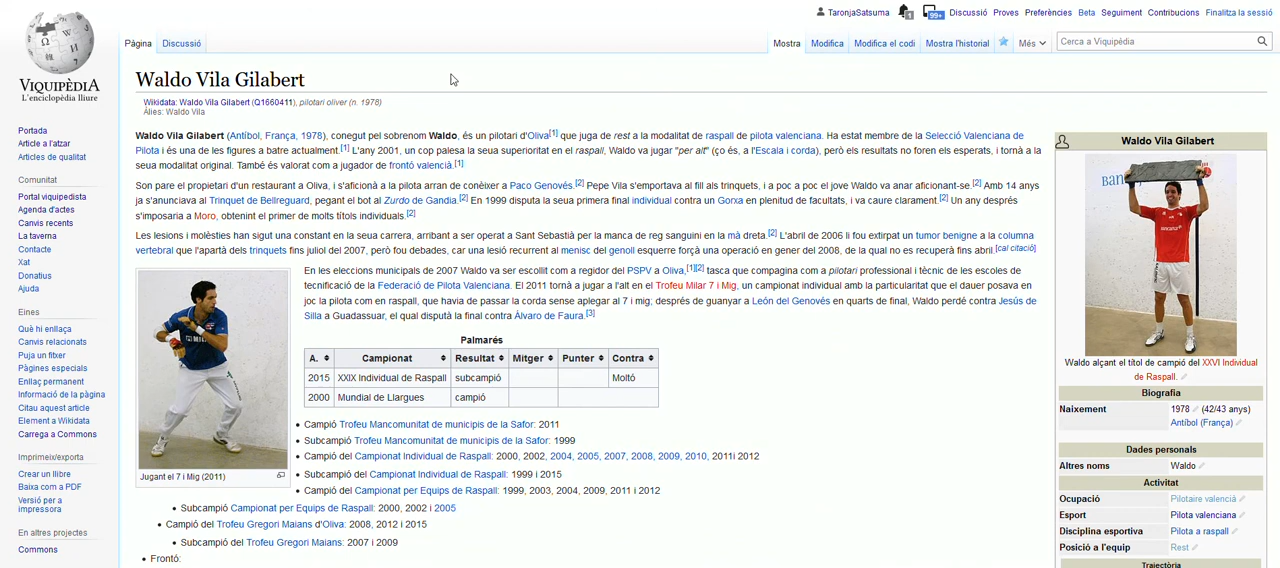 TaronjaSatsuma 1 99+ Discussió Proves Preferències Beta Seguiment Contribucions Finalitza la sessió
VIQUIPÈDIA
L'enciclopèdia lliure
Pàgina Discussió Mostra Modifica Modifica el codi Mostra l'historial Més Cerca a Viquipèdia
Waldo Vila Gilabert
Wikidata: Waldo Vila Gilabert (Q1660411), pilotari oliver (n. 1978)
Àlies: Waldo Vila
Portada
Article a l'atzar
Articles de qualitat
Comunitat
Portal viquipedista
Agenda d'actes
Canvis recents
La taverna
Contacte
Xat
Donatius
Ajuda
Eines
Què hi enllaça
Canvis relacionats
Puja un fitxer
Pàgines especials
Enllaç permanent
Informació de la pàgina
Citau aquest article
Element a Wikidata
Carrega a Commons
Imprimeix/exporta
Crear un llibre
Baixa com a PDF
Versió per a
impressora
En altres projectes
Commons
Waldo Vila Gilabert (Antíbol, França, 1978), conegut pel sobrenom Waldo, és un pilotari d'Oliva[1] que juga de rest a la modalitat de raspall de pilota valenciana. Ha estat membre de la Selecció Valenciana de
Pilota i és una de les figures a batre actualment.[1] L'any 2001, un cop palesa la seua superioritat en el raspall, Waldo va jugar "per alt" (ço és, a l'Escala i corda), però els resultats no foren els esperats, i tornà a la
seua modalitat original. També és valorat com a jugador de frontó valencià.[1]
Son pare el propietari d'un restaurant a Oliva, i s'aficionà a la pilota arran de conèixer a Paco Genovés.[2] Pepe Vila s'emportava al fill als trinquets, i a poc a poc el jove Waldo va anar aficionant-se.[2] Amb 14 anys
ja s'anunciava al Trinquet de Bellreguard, pegant el bot al Zurdo de Gandia.[2] En 1999 disputa la seua primera final individual contra un Gorxa en plenitud de facultats, i va caure clarament.[2] Un any després
s'imposaria a Moro, obtenint el primer de molts títols individuals.[2]
Les lesions i molèsties han sigut una constant en la seua carrera, arribant a ser operat a Sant Sebastià per la manca de reg sanguini en la mà dreta.[2] L'abril de 2006 li fou extirpat un tumor benigne a la columna
vertebral que l'apartà dels trinquets fins juliol del 2007, però fou debades, car una lesió recurrent al menisc del genoll esquerre forçà una operació en gener del 2008, de la qual no es recuperà fins abril.[cal citació]
En les eleccions municipals de 2007 Waldo va ser escollit com a regidor del PSPV a Oliva,[1][2] tasca que compagina com a pilotari professional i tècnic de les escoles de
tecnificació de la Federació de Pilota Valenciana. El 2011 tornà a jugar a l'alt en el Trofeu Milar 7 i Mig, un campionat individual amb la particularitat que el dauer posava en
joc la pilota com en raspall, que havia de passar la corda sense aplegar al 7 i mig; després de guanyar a León del Genovés en quarts de final, Waldo perdé contra Jesús de
Silla a Guadassuar, el qual disputà la final contra Álvaro de Faura.[3]
Jugant el 7 i Mig (2011)
Palmarés
A. Campionat Resultat Mitger Punter Contra
2015 XXIX Individual de Raspall subcampió Moltó
2000 Mundial de Llargues campió
• Campió Trofeu Mancomunitat de municipis de la Safor: 2011
• Subcampió Trofeu Mancomunitat de municipis de la Safor: 1999
• Campió del Campionat Individual de Raspall: 2000, 2002, 2004, 2005, 2007, 2008, 2009, 2010, 2011i 2012
• Subcampió del Campionat Individual de Raspall: 1999 i 2015
• Campió del Campionat per Equips de Raspall: 1999, 2003, 2004, 2009, 2011 i 2012
• Subcampió Campionat per Equips de Raspall: 2000, 2002 i 2005
• Campió del Trofeu Gregori Maians d'Oliva: 2008, 2012 i 2015
• Subcampió del Trofeu Gregori Maians: 2007 i 2009
• Frontó:
Waldo Vila Gilabert
Waldo alçant el títol de campió del XXVI Individual
de Raspall.
Biografia
Naixement 1978 (42/43 anys)
Antíbol (França)
Dades personals
Altres noms Waldo
Activitat
Ocupació Pilotaire valencià
Esport Pilota valenciana
Disciplina esportiva Pilota a raspall
Posició a l'equip Rest
Trajectòria